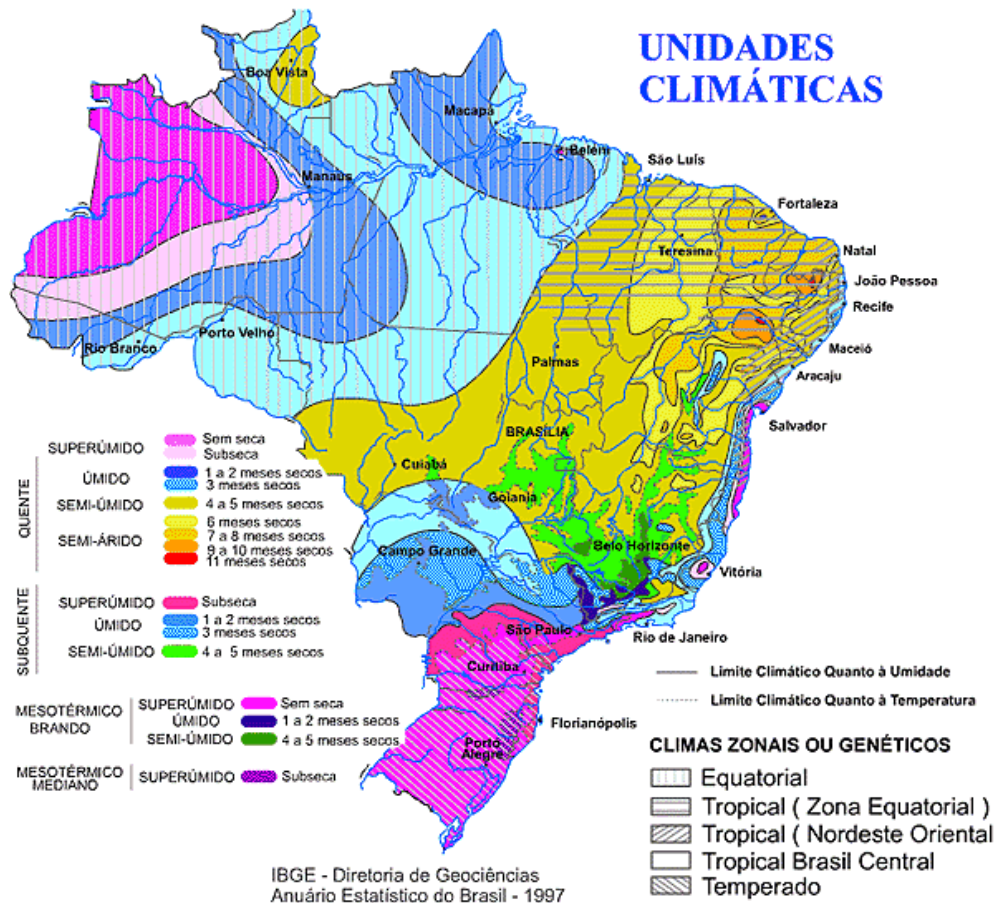 UNIDADES
CLIMÁTICAS
Boa Vista
Macapá
Belém
São Luís
Manaus
Fortaleza
Teresina
Natal
João Pessoa
Recife
Porto Velho
Rio Branco
Maceió
Palmas
Aracaju
Salvador
BRASÍLIA
Cuiabá
Goiania
Campo Grande
Belo Horizonte
Vitória
São Paulo
Rio de Janeiro
Curitiba
Florianópolis
Porto
Alegre
QUENTE
SUPERÚMIDO
Sem seca
Subseca
ÚMIDO
1 a 2 meses secos
3 meses secos
SEMI-ÚMIDO
4 a 5 meses secos
SEMI-ÁRIDO
6 meses secos
7 a 8 meses secos
9 a 10 meses secos
11 meses secos
SUBQUENTE
SUPERÚMIDO
Subseca
ÚMIDO
1 a 2 meses secos
3 meses secos
SEMI-ÚMIDO
4 a 5 meses secos
MESOTÉRMICO
BRANDO
SUPERÚMIDO
Sem seca
ÚMIDO
1 a 2 meses secos
SEMI-ÚMIDO
4 a 5 meses secos
MESOTÉRMICO
MEDIANO
SUPERÚMIDO
Subseca
Limite Climático Quanto à Umidade
Limite Climático Quanto à Temperatura
CLIMAS ZONAIS OU GENÉTICOS
Equatorial
Tropical ( Zona Equatorial )
Tropical ( Nordeste Oriental
Tropical Brasil Central
Temperado
IBGE - Diretoria de Geociências
Anuário Estatístico do Brasil - 1997